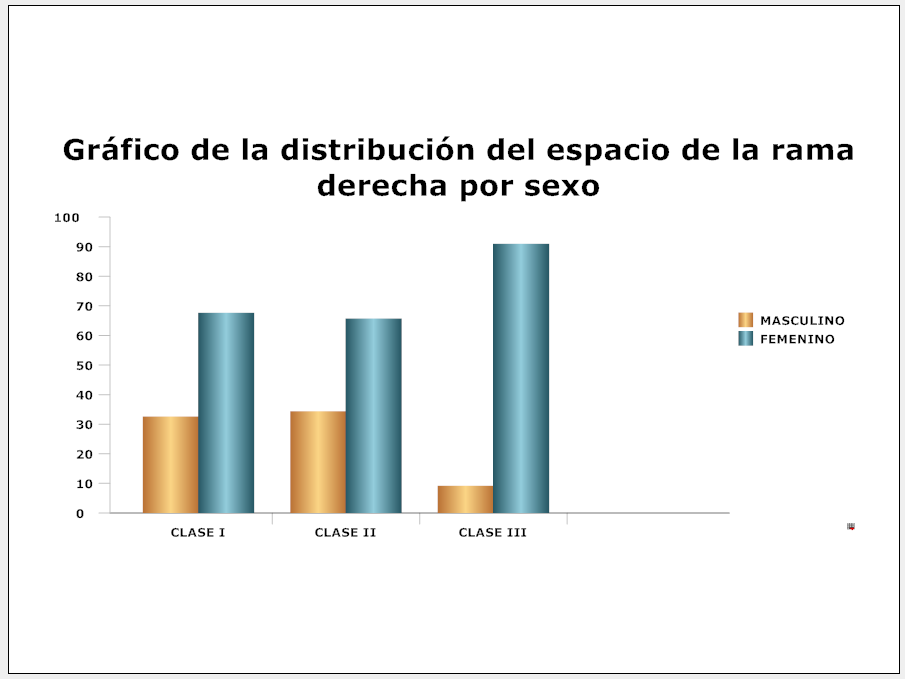 Gráfico de la distribución del espacio de la rama
derecha por sexo
100
90
80
70
60
50
40
30
20
10
0
CLASE I
CLASE II
CLASE III
MASCULINO
FEMENINO